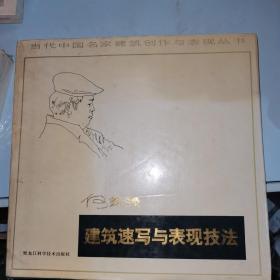 当代中国名家建筑创作与表现丛书
建筑速写与表现技法
黑龙江科学技术出版社